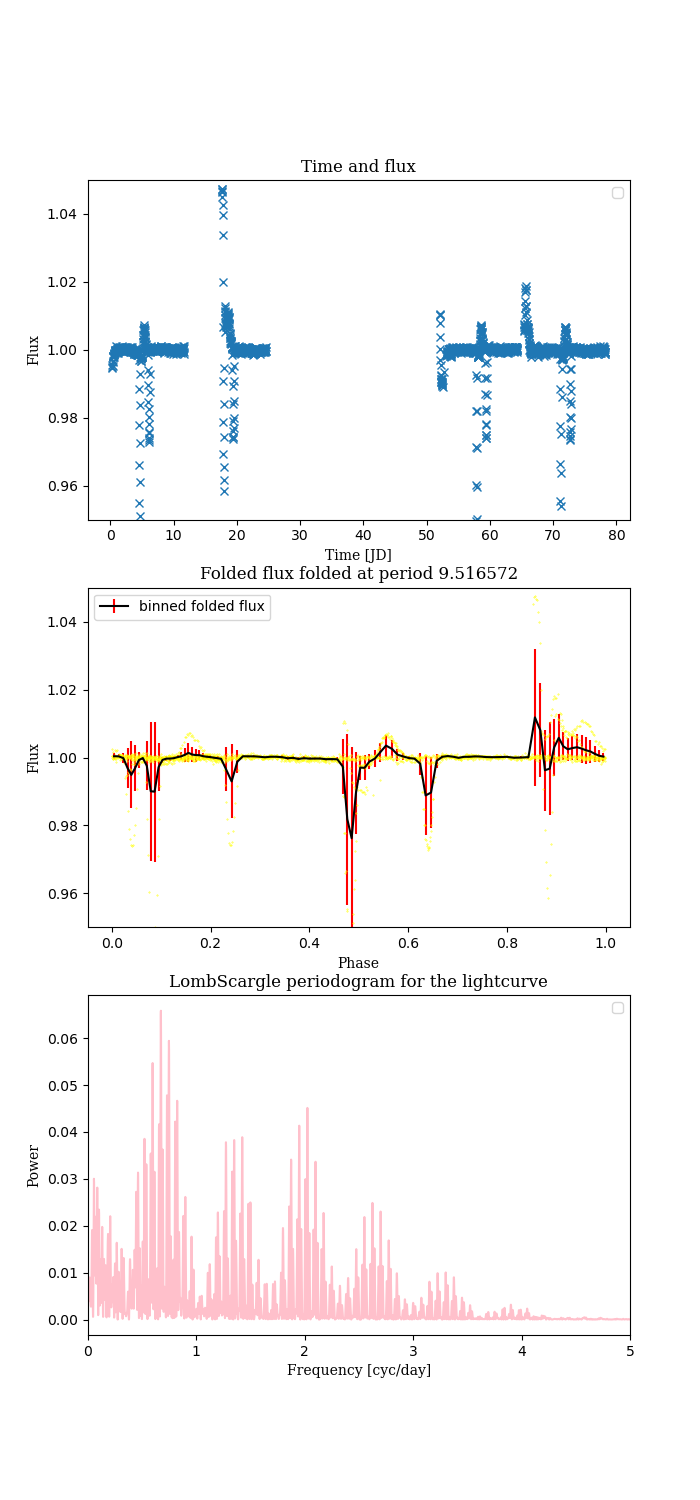 Time and flux
1.04
1.02
1.00
0.98
0.96
Flux
0 10 20 30 40 50 60 70 80
Time [JD]
Folded flux folded at period 9.516572
binned folded flux
1.04
1.02
1.00
0.98
0.96
Flux
0.0 0.2 0.4 0.6 0.8 1.0
Phase
LombScargle periodogram for the lightcurve
0.06
0.05
0.04
0.03
0.02
0.01
0.00
Power
0 1 2 3 4 5
Frequency [cyc/day]